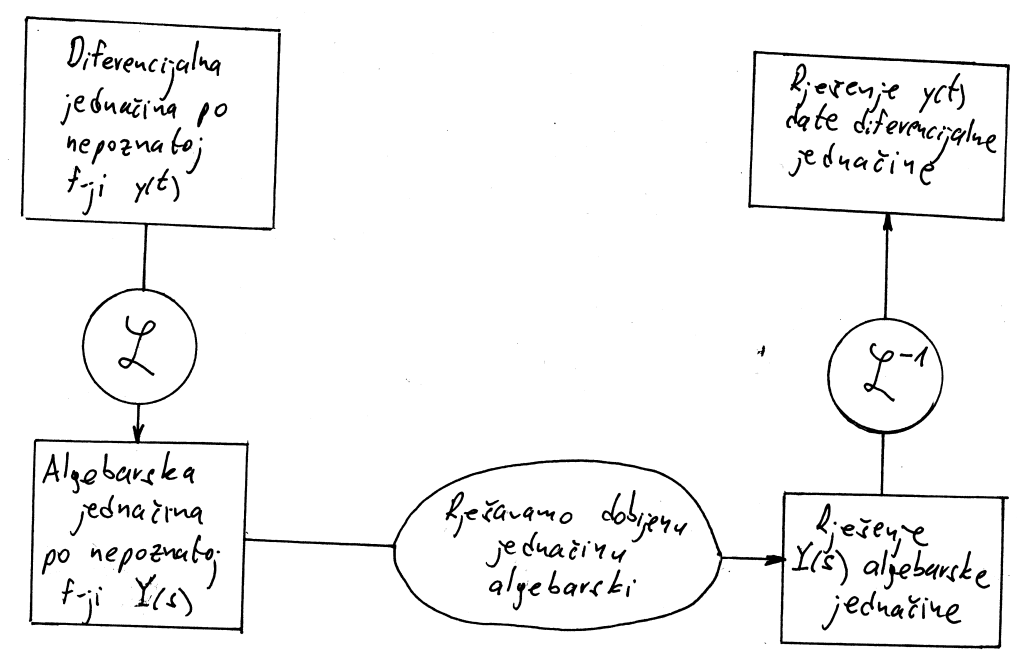 Diferencijalna
jednačina po
nepoznatoj
f-ji y(t)
ℒ
Algebarska
jednačina
po nepoznatoj
f-ji Y(s)
Rješavamo dobijenu
jednačinu
algebarski
Rješenje
Y(s) algebarske
jednačine
ℒ⁻¹
Rješenje y(t)
date diferencijalne
jednačine